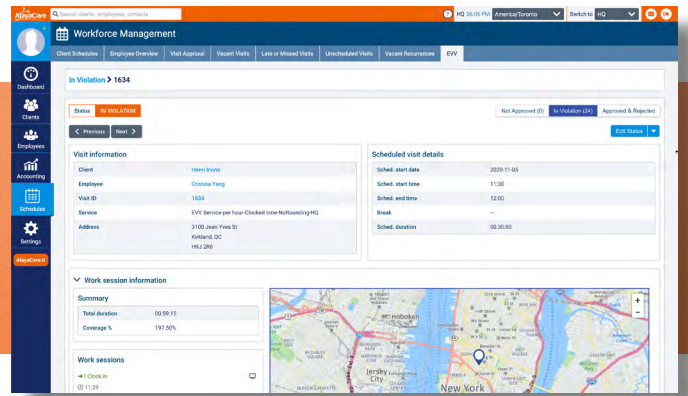 AlayaCare
Search clients, employees, contacts
HQ 06:05 PM America/Toronto Switch to HQ
Workforce Management
Client Schedules Employee Overview Visit Approval Vacant Visits Late or Missed Visits Unscheduled Visits Vacant Recurrences EVV
Dashboard
Clients
Employees
Accounting
Schedules
Settings
AlayaCare U
In Violation > 1634
Status IN VIOLATION
Not Approved (0) In Violation (24) Approved & Rejected
< Previous Next >
Edit Status
Visit information
Client Helen Irvine
Employee Cristina Yang
Visit ID 1634
Service EVV Service-per hour-Clocked time-NoRounding-HQ
Address 3100 Jean Yves St
Kirkland, QC
H9J 2R6
Scheduled visit details
Sched. start date 2020-11-05
Sched. start time 11:30
Sched. end time 12:00
Break --
Sched. duration 00:30:00
Work session information
Summary
Total duration 00:59:15
Coverage % 197.50%
Work sessions
1 Clock in
11:29
+
-
Hoboken
Jersey
City
New York